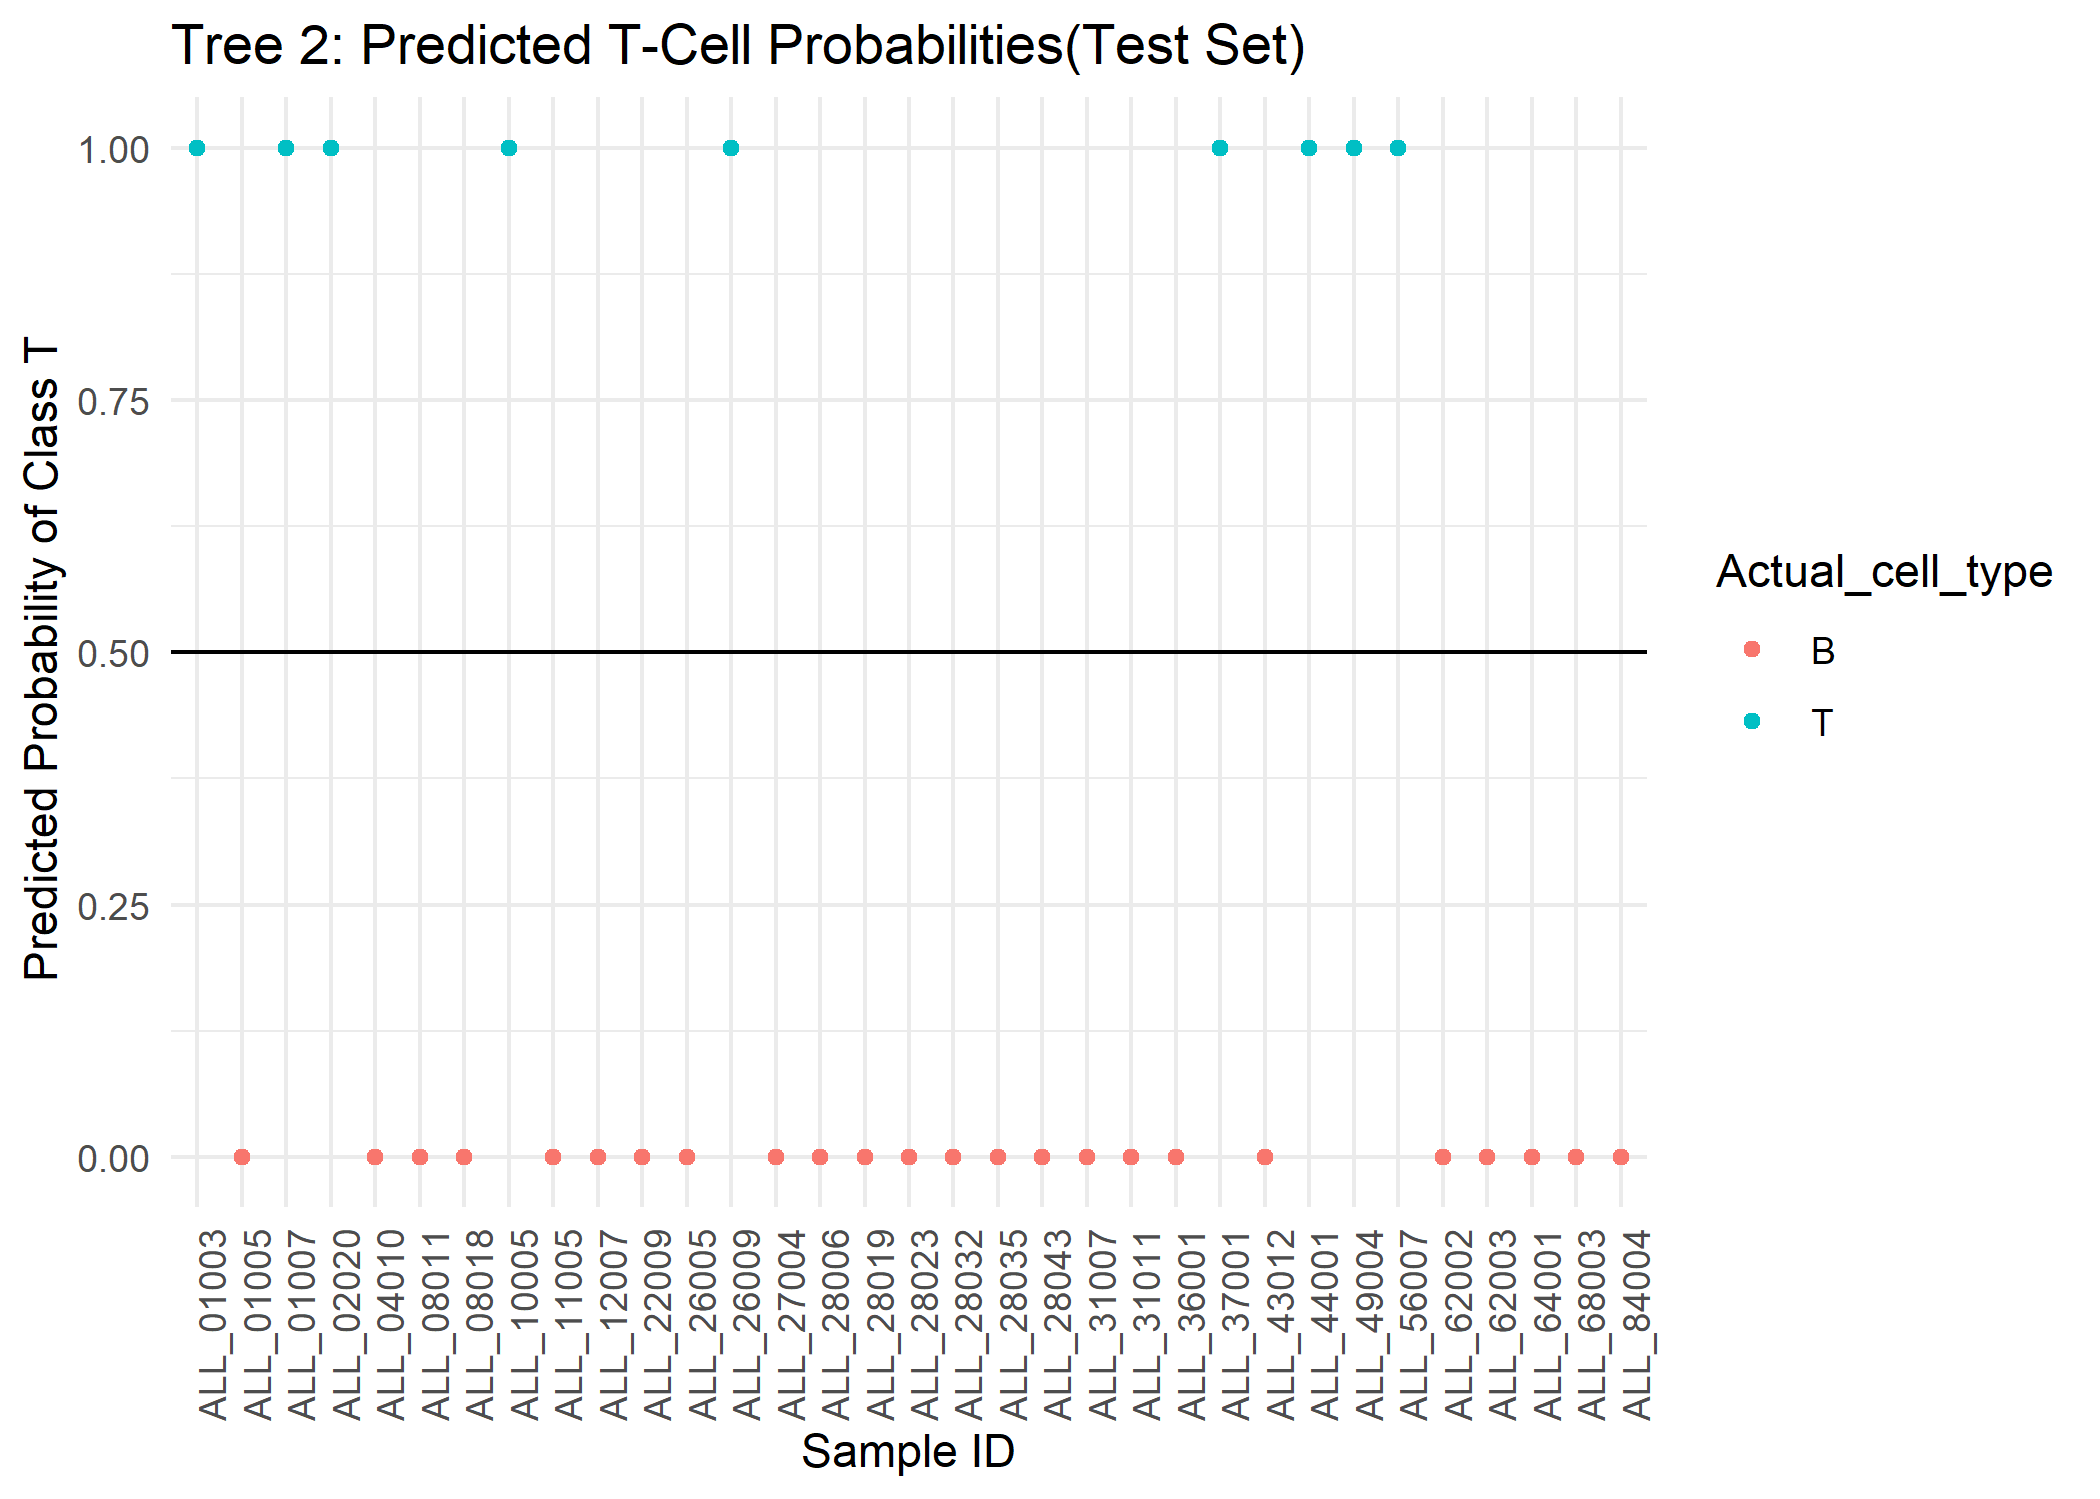 Tree 2: Predicted T-Cell Probabilities(Test Set)
Predicted Probability of Class T
1.00
0.75
0.50
0.25
0.00
ALL_01003
ALL_01005
ALL_01007
ALL_02020
ALL_04010
ALL_08011
ALL_08018
ALL_10005
ALL_11005
ALL_12007
ALL_22009
ALL_26005
ALL_26009
ALL_27004
ALL_28006
ALL_28019
ALL_28023
ALL_28032
ALL_28035
ALL_28043
ALL_31007
ALL_31011
ALL_36001
ALL_37001
ALL_43012
ALL_44001
ALL_49004
ALL_56007
ALL_62002
ALL_62003
ALL_64001
ALL_68003
ALL_84004
Sample ID
Actual_cell_type
B
T